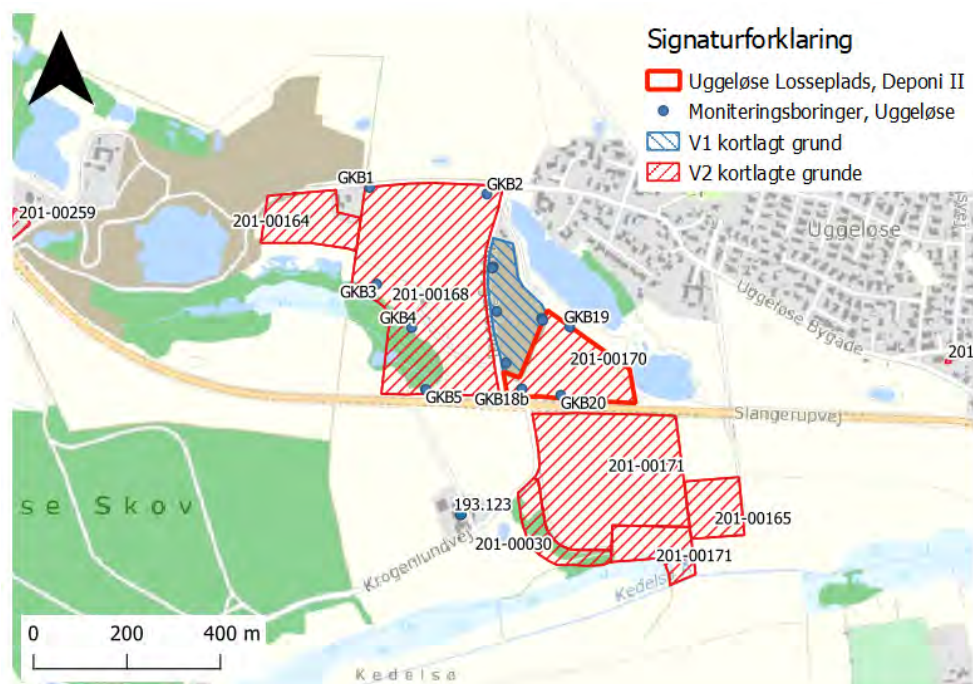 Signaturforklaring
Uggeløse Losseplads, Deponi II
Moniteringsboringer, Uggeløse
V1 kortlagt grund
V2 kortlagte grunde
GKB1
GKB2
201-00259
201-00164
Uggeløse
GKB3
201-00168
GKB4
GKB19
Uggeløse Bygade
201-00170
201
GKB5
GKB18b
GKB20
Slangerupvej
201-00171
se Skov
193.123
201-00165
201-00030
201-00171
Krogenlundvej
Kedels
0 200 400 m
Kedelsø